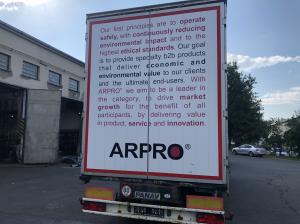 Our first principles are to operate
safely, with continuously reducing
environmental impact and to the
highest ethical standards. Our goal
is to provide specialty b2b products
that deliver economic and
environmental value to our clients
and the ultimate end-users. With
ARPRO® we aim to be a leader in
the category, to drive market
growth for the benefit of all
participants, by delivering value
in product, service and innovation.
ARPRO®
PANAV